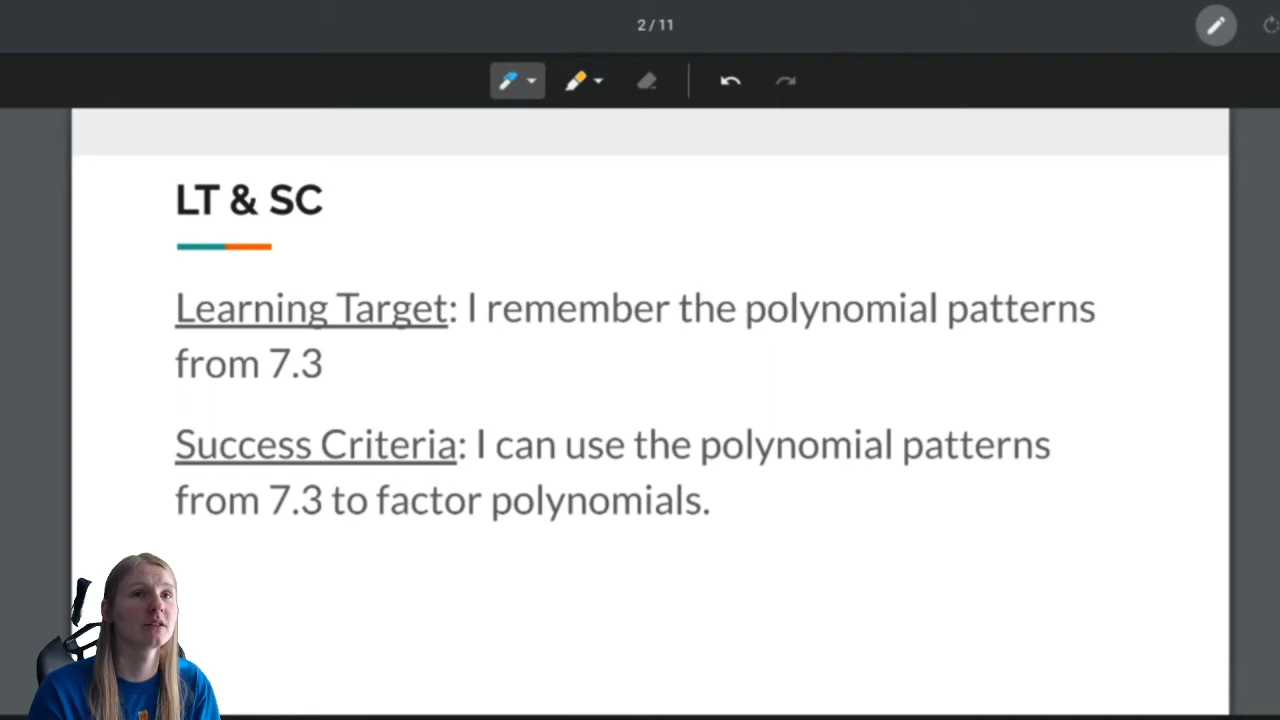 2 / 11
LT & SC
Learning Target: I remember the polynomial patterns
from 7.3
Success Criteria: I can use the polynomial patterns
from 7.3 to factor polynomials.